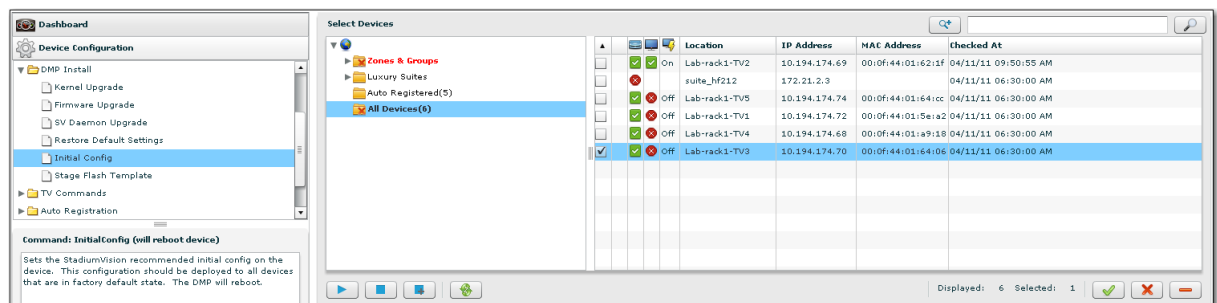 Dashboard
Device Configuration
DMP Install
Kernel Upgrade
Firmware Upgrade
SV Daemon Upgrade
Restore Default Settings
Initial Config
Stage Flash Template
TV Commands
Auto Registration
Command: InitialConfig (will reboot device)
Sets the StadiumVision recommended initial config on the
device. This configuration should be deployed to all devices
that are in factory default state. The DMP will reboot.
Select Devices
Zones & Groups
Luxury Suites
Auto Registered(5)
All Devices(6)
Location IP Address MAC Address Checked At
On Lab-rack1-TV2 10.194.174.69 00:0f:44:01:62:1f 04/11/11 09:50:55 AM
suite_hf212 172.21.2.3 04/11/11 06:30:00 AM
Off Lab-rack1-TV5 10.194.174.74 00:0f:44:01:64:cc 04/11/11 06:30:00 AM
Off Lab-rack1-TV1 10.194.174.72 00:0f:44:01:5e:a2 04/11/11 06:30:00 AM
Off Lab-rack1-TV4 10.194.174.68 00:0f:44:01:a9:18 04/11/11 06:30:00 AM
Off Lab-rack1-TV3 10.194.174.70 00:0f:44:01:64:06 04/11/11 06:30:00 AM
Displayed: 6 Selected: 1